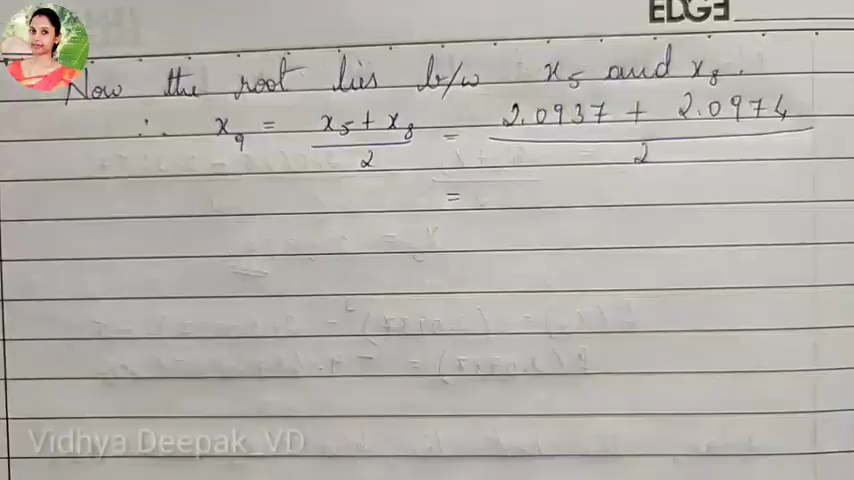 EDGE
Now the root lies b/w x₅ and x₈.
∴ x₉ = (x₅ + x₈)/2 = (2.0937 + 2.0974)/2
=
Vidhya Deepak_VD